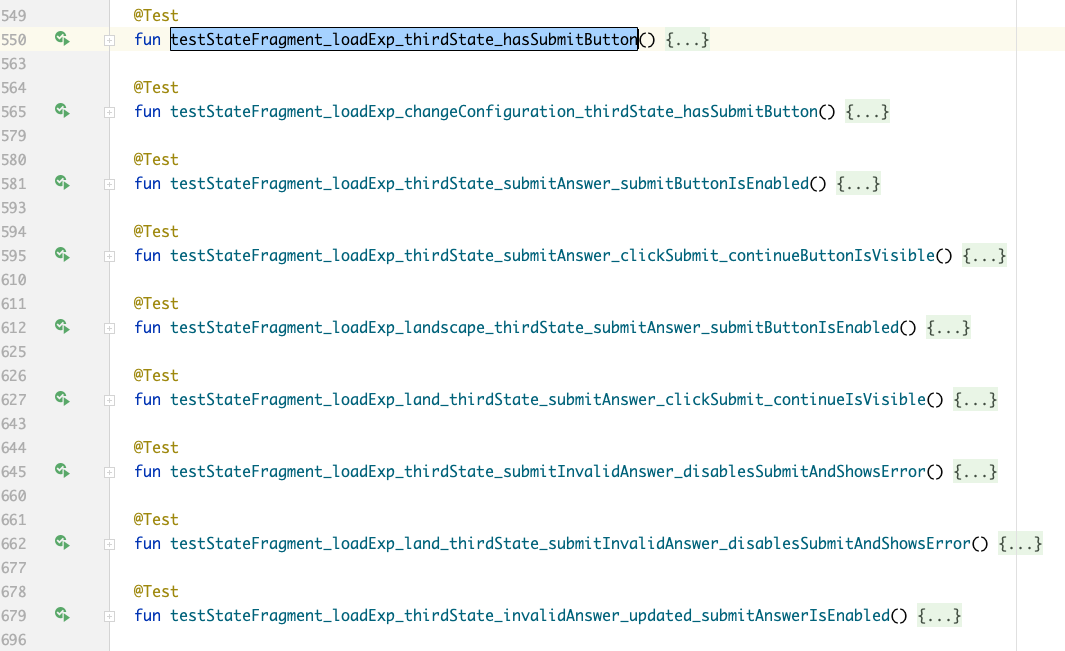 549 @Test
550 fun testStateFragment_loadExp_thirdState_hasSubmitButton() {...}
563
564 @Test
565 fun testStateFragment_loadExp_changeConfiguration_thirdState_hasSubmitButton() {...}
579
580 @Test
581 fun testStateFragment_loadExp_thirdState_submitAnswer_submitButtonIsEnabled() {...}
593
594 @Test
595 fun testStateFragment_loadExp_thirdState_submitAnswer_clickSubmit_continueButtonIsVisible() {...}
610
611 @Test
612 fun testStateFragment_loadExp_landscape_thirdState_submitAnswer_submitButtonIsEnabled() {...}
625
626 @Test
627 fun testStateFragment_loadExp_land_thirdState_submitAnswer_clickSubmit_continueIsVisible() {...}
643
644 @Test
645 fun testStateFragment_loadExp_thirdState_submitInvalidAnswer_disablesSubmitAndShowsError() {...}
660
661 @Test
662 fun testStateFragment_loadExp_land_thirdState_submitInvalidAnswer_disablesSubmitAndShowsError() {...}
677
678 @Test
679 fun testStateFragment_loadExp_thirdState_invalidAnswer_updated_submitAnswerIsEnabled() {...}
696